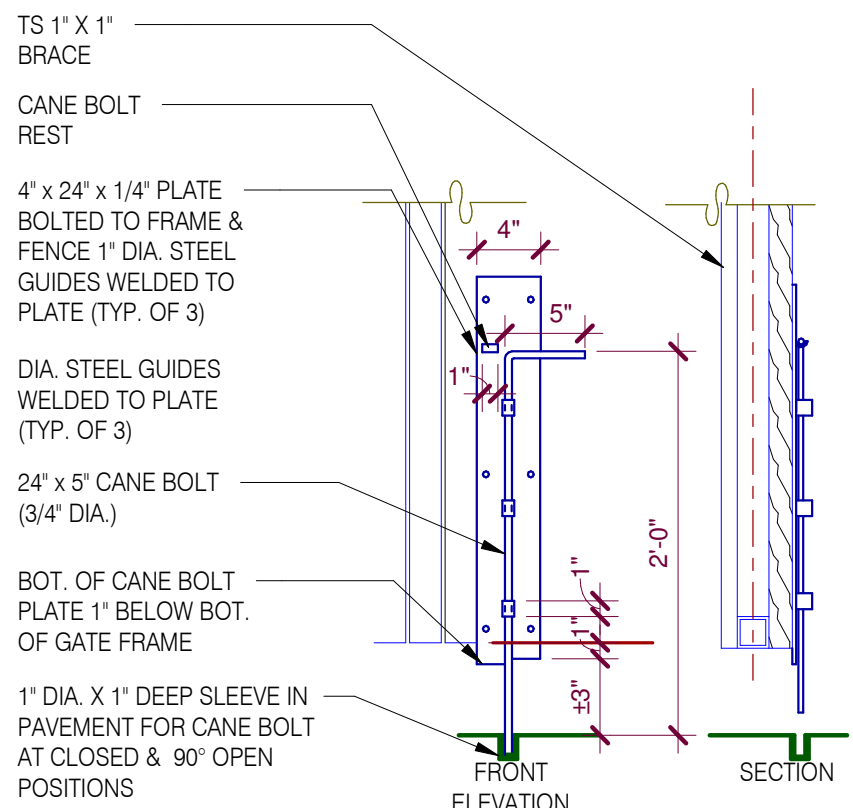 TS 1" X 1"
BRACE
CANE BOLT
REST
4" x 24" x 1/4" PLATE
BOLTED TO FRAME &
FENCE 1" DIA. STEEL
GUIDES WELDED TO
PLATE (TYP. OF 3)
DIA. STEEL GUIDES
WELDED TO PLATE
(TYP. OF 3)
24" x 5" CANE BOLT
(3/4" DIA.)
BOT. OF CANE BOLT
PLATE 1" BELOW BOT.
OF GATE FRAME
1" DIA. X 1" DEEP SLEEVE IN
PAVEMENT FOR CANE BOLT
AT CLOSED & 90° OPEN
POSITIONS
4"
5"
1"
2'-0"
1"
1"
±3"
FRONT
ELEVATION
SECTION